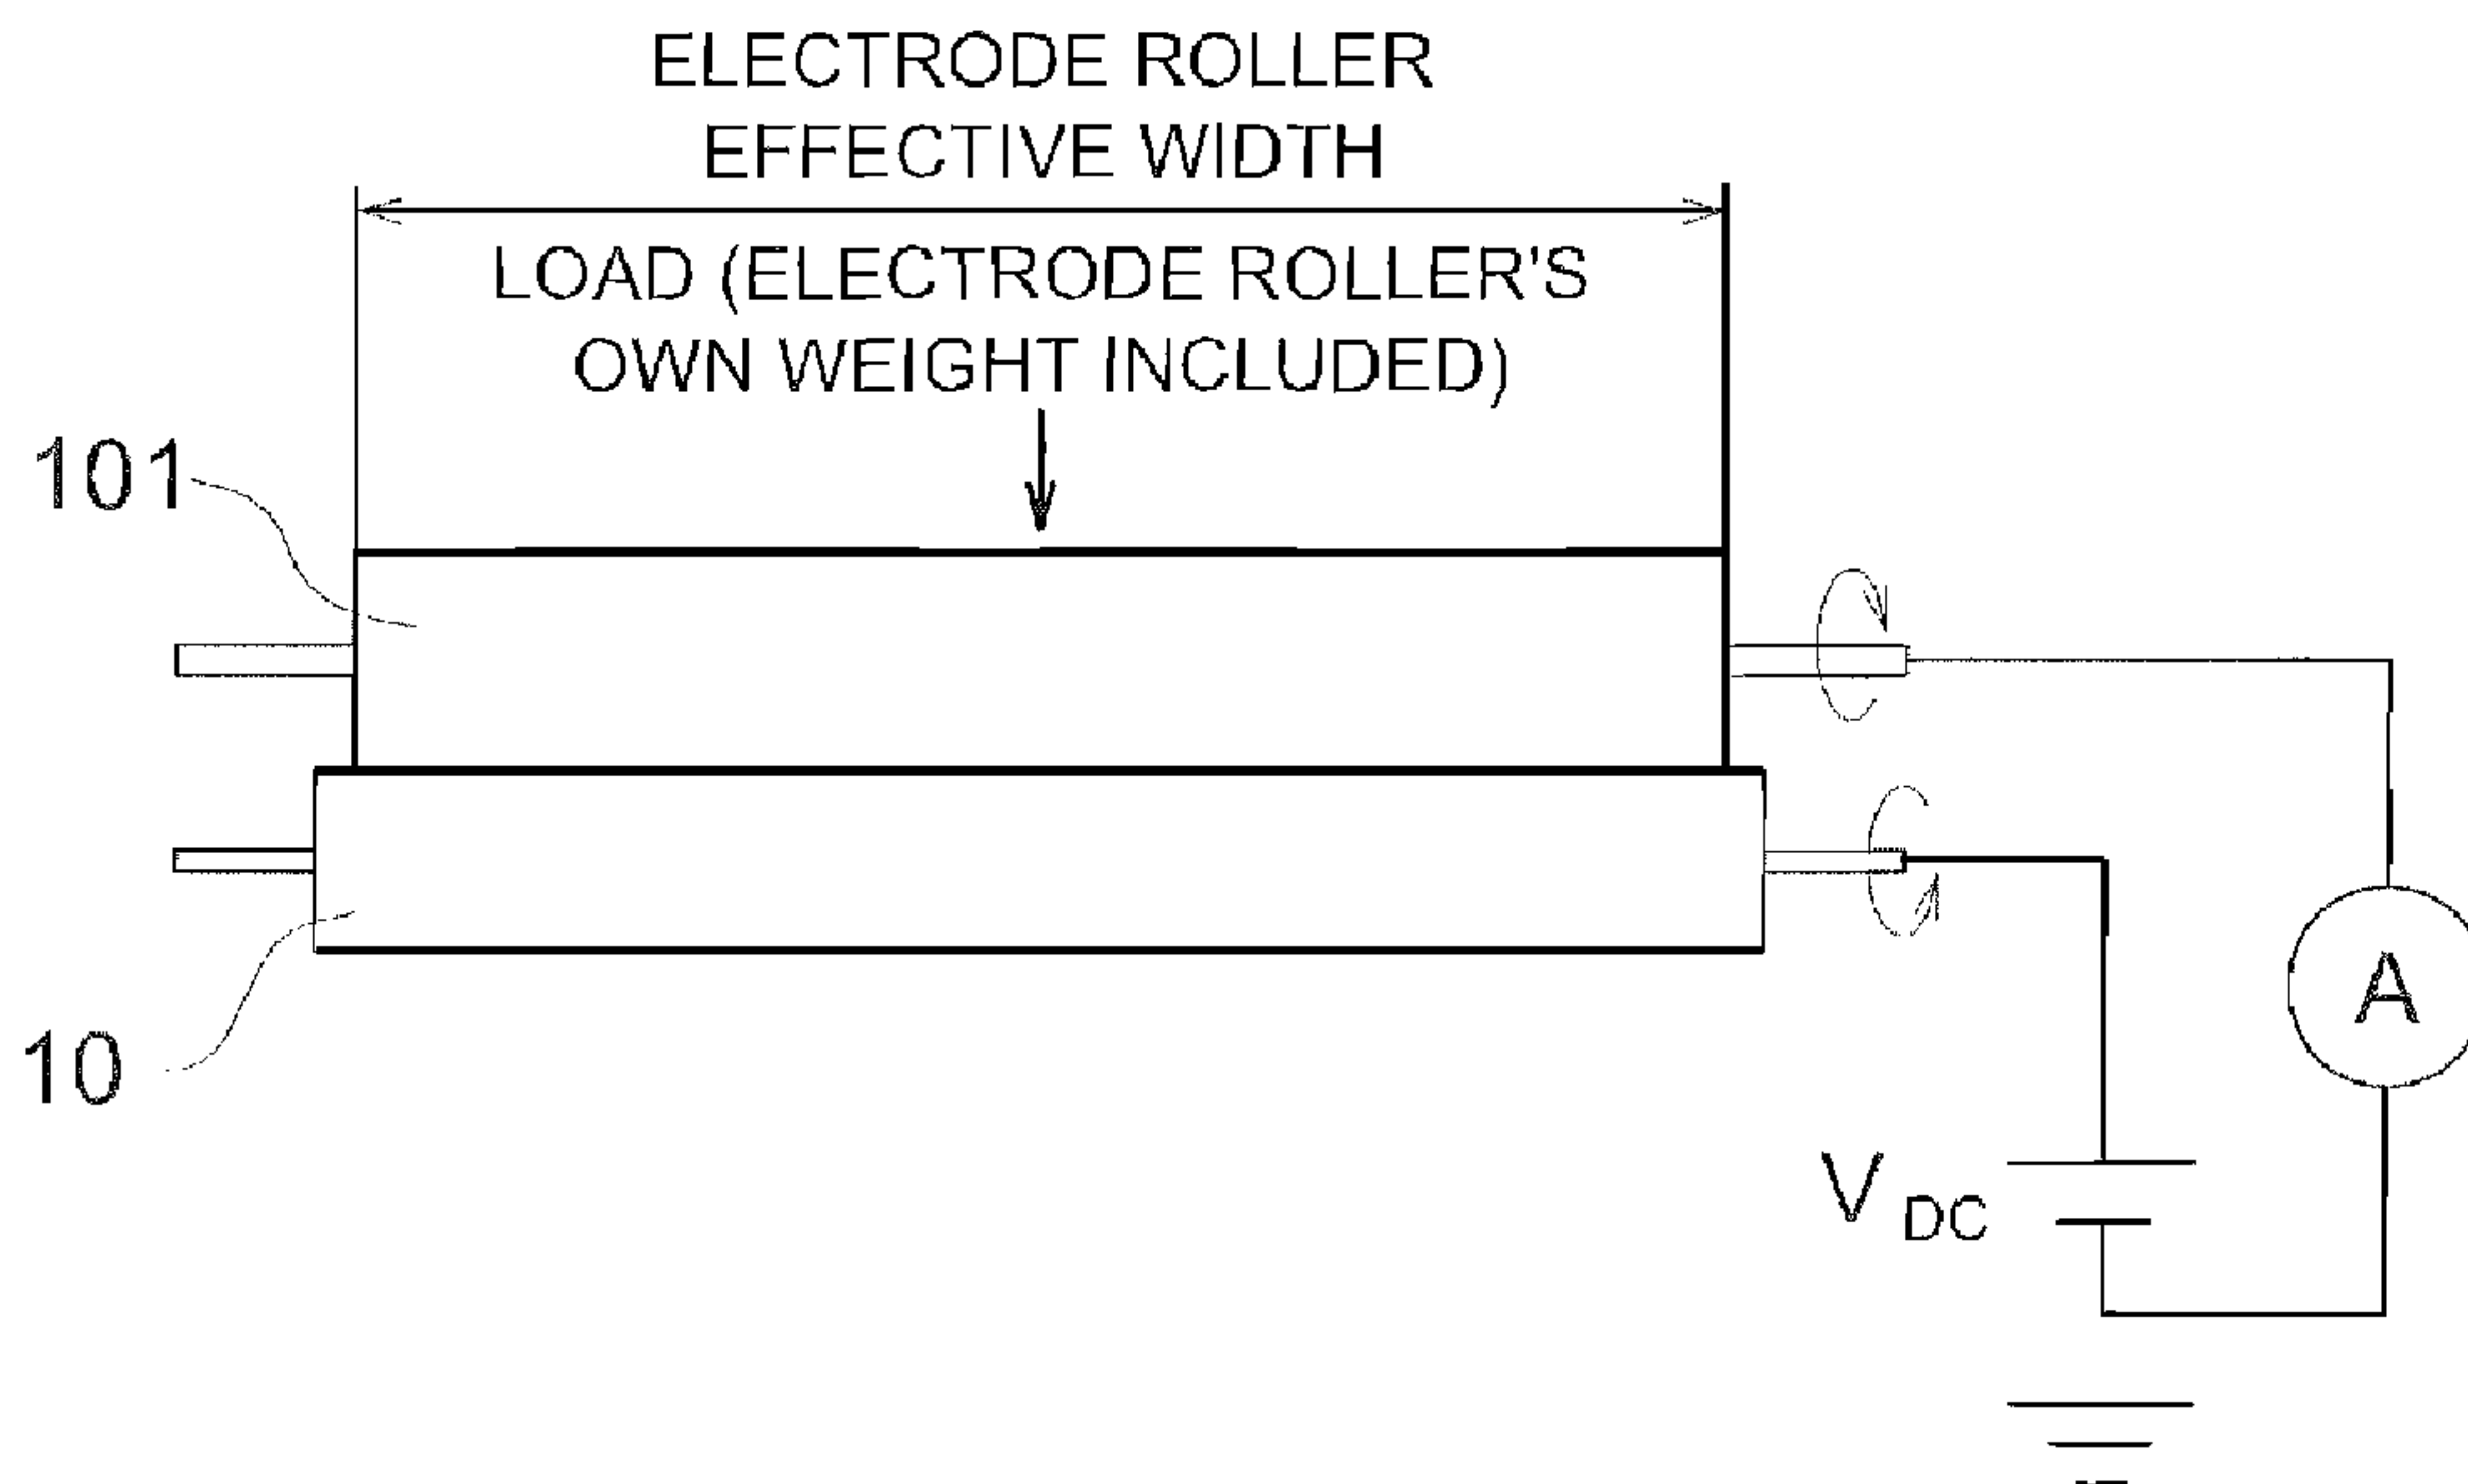 ELECTRODE ROLLER
EFFECTIVE WIDTH
LOAD (ELECTRODE ROLLER'S
OWN WEIGHT INCLUDED)
101
10
A
V DC